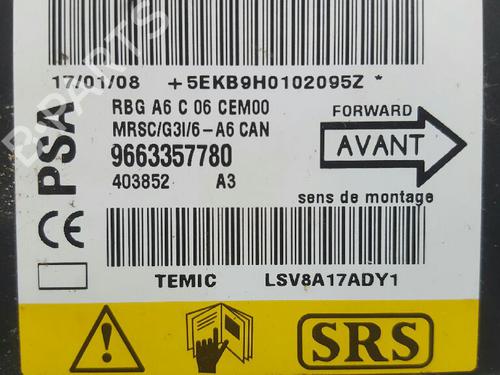 17/01/08 +5EKB9H0102095Z *
RBG A6 C 06 CEM00
MRSC/G3I/6-A6 CAN
9663357780
403852 A3
PSA
CE
FORWARD
AVANT
sens de montage
TEMIC LSV8A17ADY1
SRS
B-PARTS